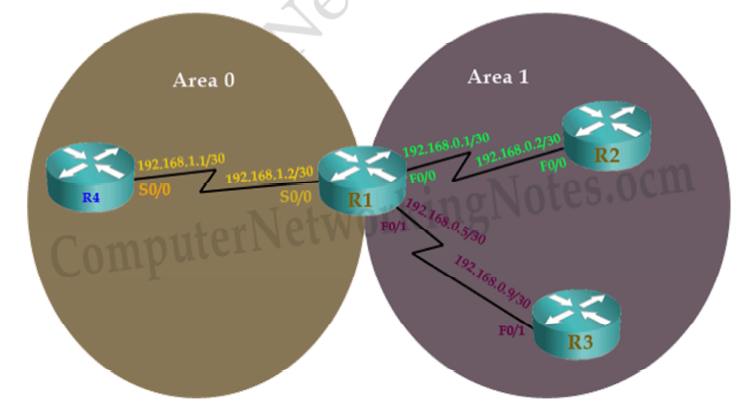 Area 0
Area 1
192.168.1.1/30
S0/0
R4
192.168.1.2/30
S0/0
R1
192.168.0.1/30
F0/0
192.168.0.2/30
F0/0
R2
192.168.0.5/30
F0/1
192.168.0.9/30
F0/1
R3
ComputerNetworkingNotes.ocm